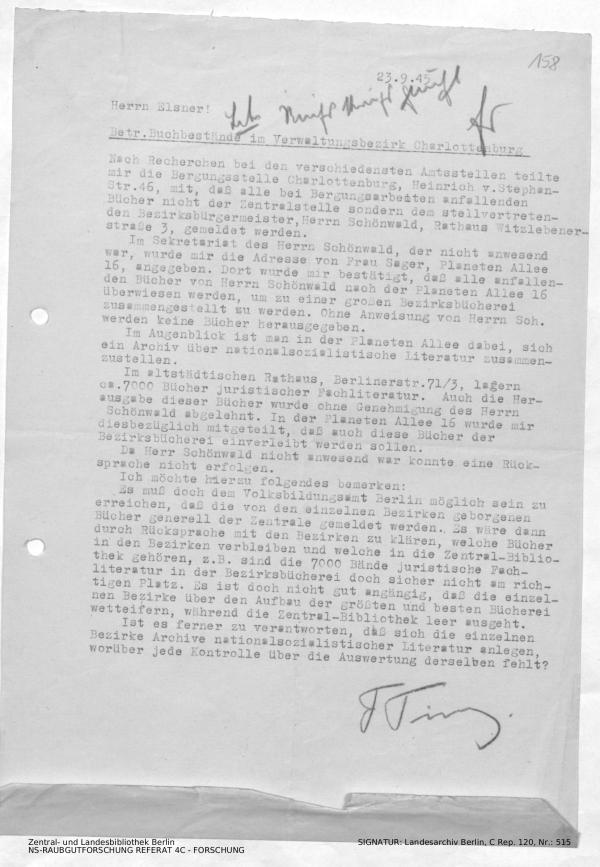 158
23.9.45
Herrn Elsner!
Betr.Buchbestände im Verwaltungsbezirk Charlottenburg
Nach Recherchen bei den verschiedensten Amtsstellen teilte
mir die Bergungsstelle Charlottenburg, Heinrich v.Stephan-
Str.46, mit, daß alle bei Bergungsarbeiten anfallenden
Bücher nicht der Zentralstelle sondern dem stellvertreten-
den Bezirksbürgermeister,Herrn Schönwald, Rathaus Witzlebener-
straße 3, gemeldet werden.
Im Sekretariat des Herrn Schönwald, der nicht anwesend
war, wurde mir die Adresse von Frau Sager, Planeten Allee
16, angegeben. Dort wurde mir bestätigt, daß alle anfallen-
den Bücher von Herrn Schönwald nach der Planeten Allee 16
überwiesen werden, um zu einer großen Bezirksbücherei
zusammengestellt zu werden. Ohne Anweisung von Herrn Sch.
werden keine Bücher herausgegeben.
Im Augenblick ist man in der Planeten Allee dabei, sich
ein Archiv über nationalsozialistische Literatur zusammen-
zustellen.
Im altstädtischen Rathaus, Berlinerstr.71/3, lagern
ca.7000 Bücher juristischer Fachliteratur. Auch die Her-
ausgabe dieser Bücher wurde ohne Genehmigung des Herrn
Schönwald abgelehnt. In der Planeten Allee 16 wurde mir
diesbezüglich mitgeteilt, daß auch diese Bücher der
Bezirksbücherei einverleibt werden sollen.
Da Herr Schönwald nicht anwesend war konnte eine Rück-
sprache nicht erfolgen.
Ich möchte hierzu folgendes bemerken:
Es muß doch dem Volksbildungsamt Berlin möglich sein zu
erreichen, daß die von den einzelnen Bezirken geborgenen
Bücher generell der Zentrale gemeldet werden. Es wäre dann
durch Rücksprache mit den Bezirken zu klären, welche Bücher
in den Bezirken verbleiben und welche in die Zentral-Biblio-
thek gehören, z.B. sind die 7000 Bände juristische Fach-
literatur in der Bezirksbücherei doch sicher nicht am rich-
tigen Platz. Es ist doch nicht gut angängig, daß die einzel-
nen Bezirke über den Aufbau der größten und besten Bücherei
wetteifern, während die Zentral-Bibliothek leer ausgeht.
Ist es ferner zu verantworten, daß sich die einzelnen
Bezirke Archive nationalsozialistischer Literatur anlegen,
worüber jede Kontrolle über die Auswertung derselben fehlt?
Zentral- und Landesbibliothek Berlin
NS-RAUBGUTFORSCHUNG REFERAT 4C - FORSCHUNG
SIGNATUR: Landesarchiv Berlin, C Rep. 120, Nr.: 515